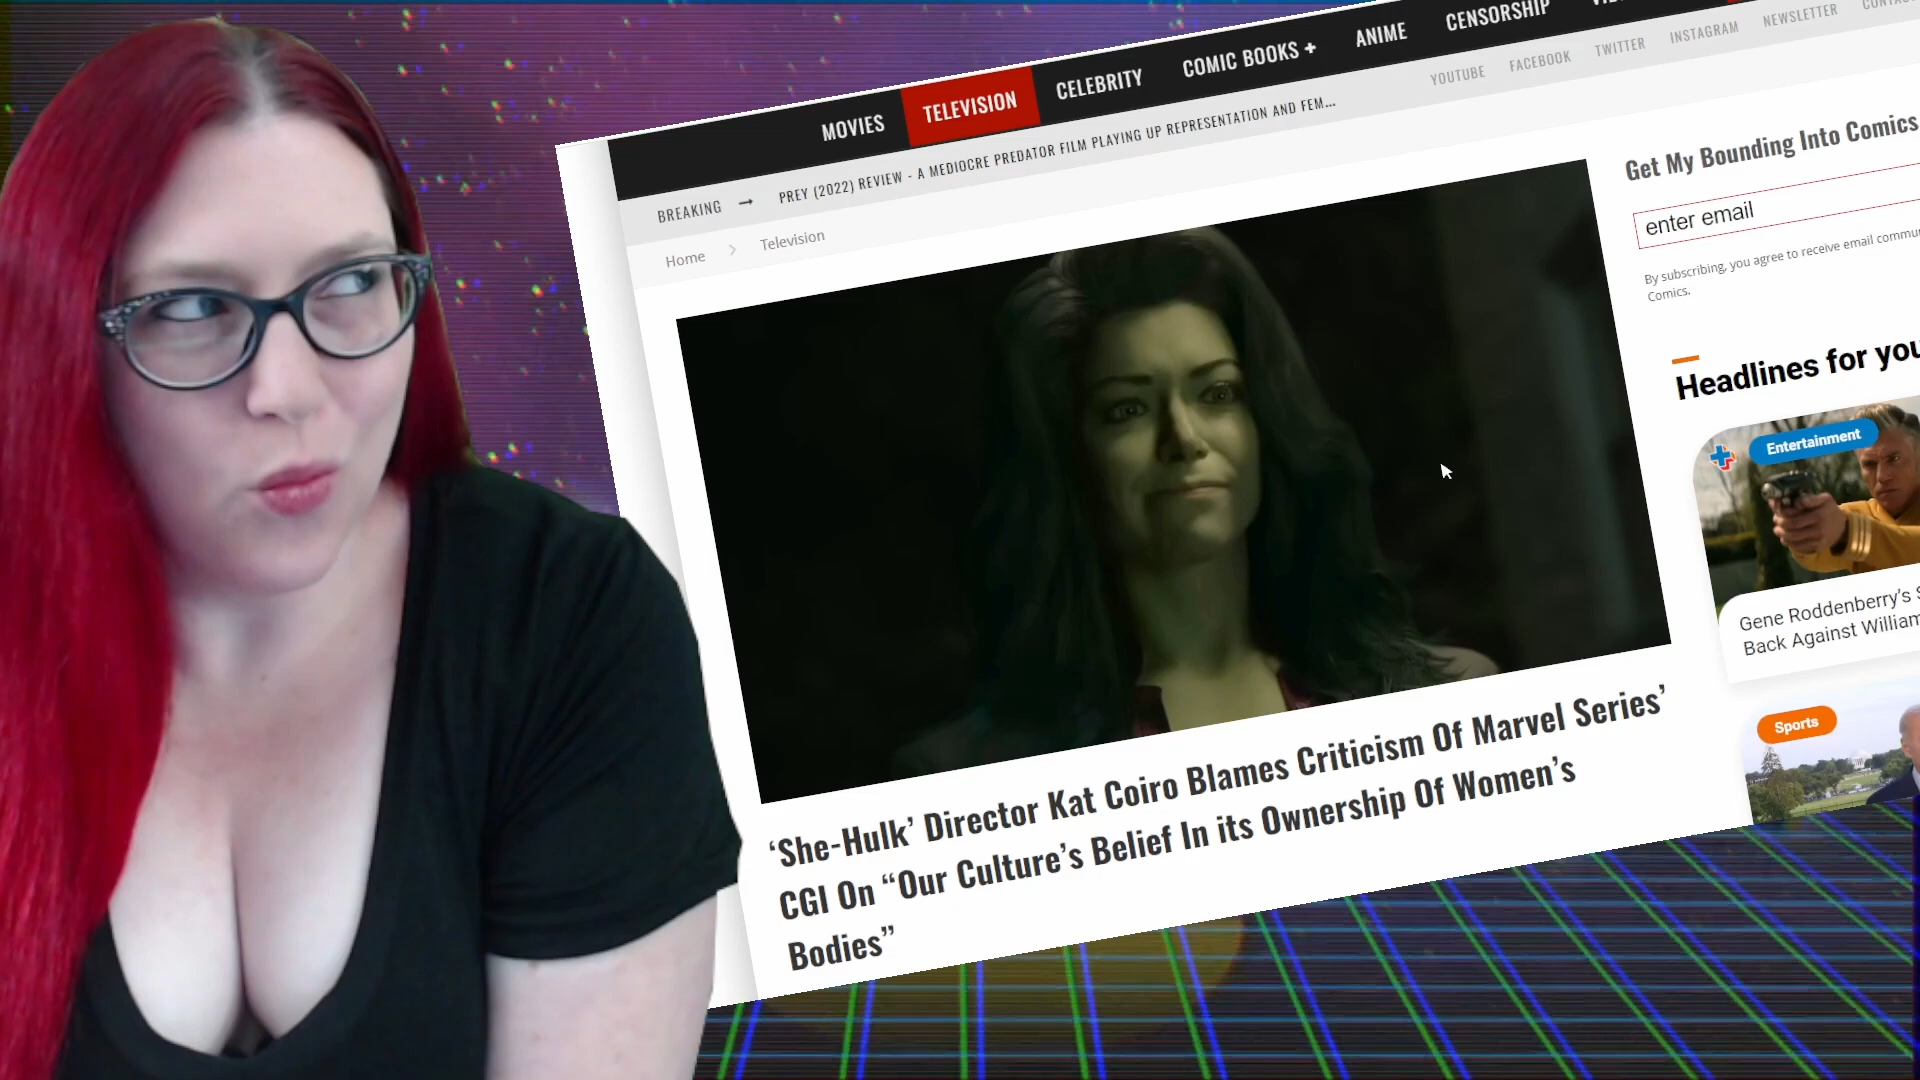 MOVIES
TELEVISION
CELEBRITY
COMIC BOOKS +
ANIME
CENSORSHIP
BREAKING → PREY (2022) REVIEW - A MEDIOCRE PREDATOR FILM PLAYING UP REPRESENTATION AND FEM...
YOUTUBE
FACEBOOK
TWITTER
INSTAGRAM
NEWSLETTER
Home > Television
Get My Bounding Into Comics
enter email
By subscribing, you agree to receive email
Comics.
Headlines for you
Entertainment
Gene Roddenberry's
Back Against William
Sports
‘She-Hulk’ Director Kat Coiro Blames Criticism Of Marvel Series’
CGI On “Our Culture’s Belief In its Ownership Of Women’s
Bodies”